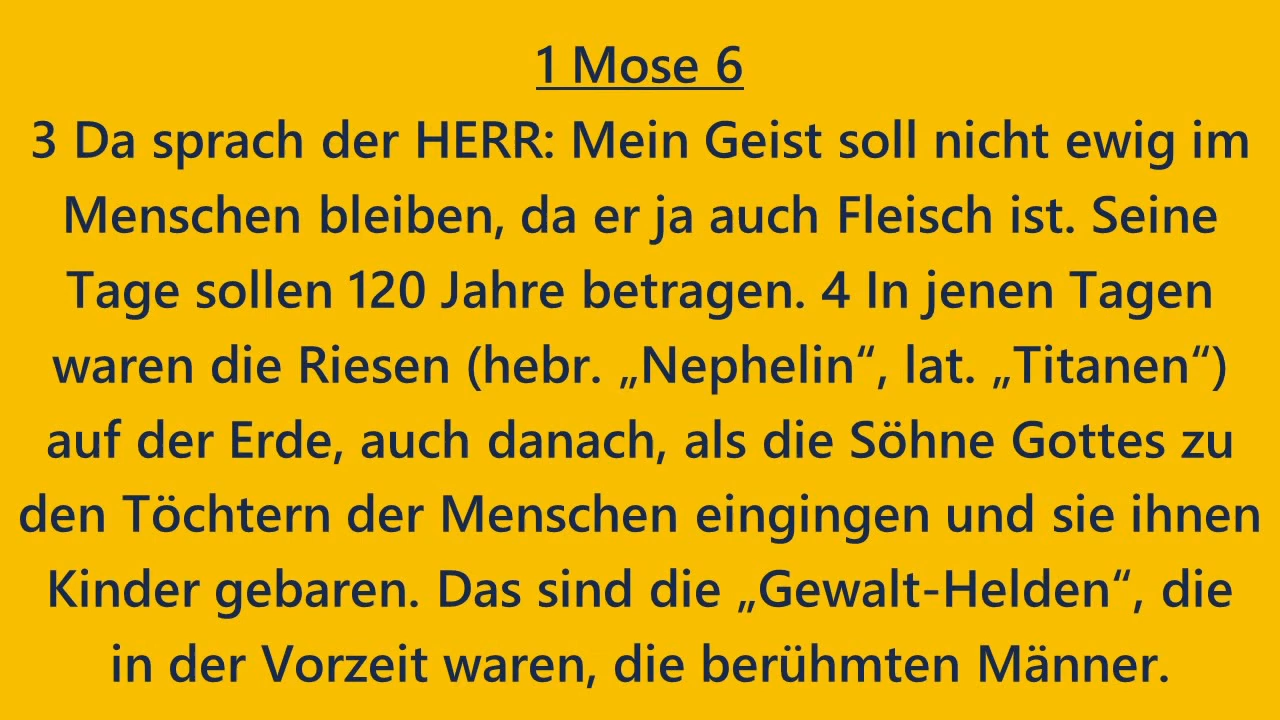 1 Mose 6
3 Da sprach der HERR: Mein Geist soll nicht ewig im
Menschen bleiben, da er ja auch Fleisch ist. Seine
Tage sollen 120 Jahre betragen. 4 In jenen Tagen
waren die Riesen (hebr. „Nephelin“, lat. „Titanen“)
auf der Erde, auch danach, als die Söhne Gottes zu
den Töchtern der Menschen eingingen und sie ihnen
Kinder gebaren. Das sind die „Gewalt-Helden“, die
in der Vorzeit waren, die berühmten Männer.